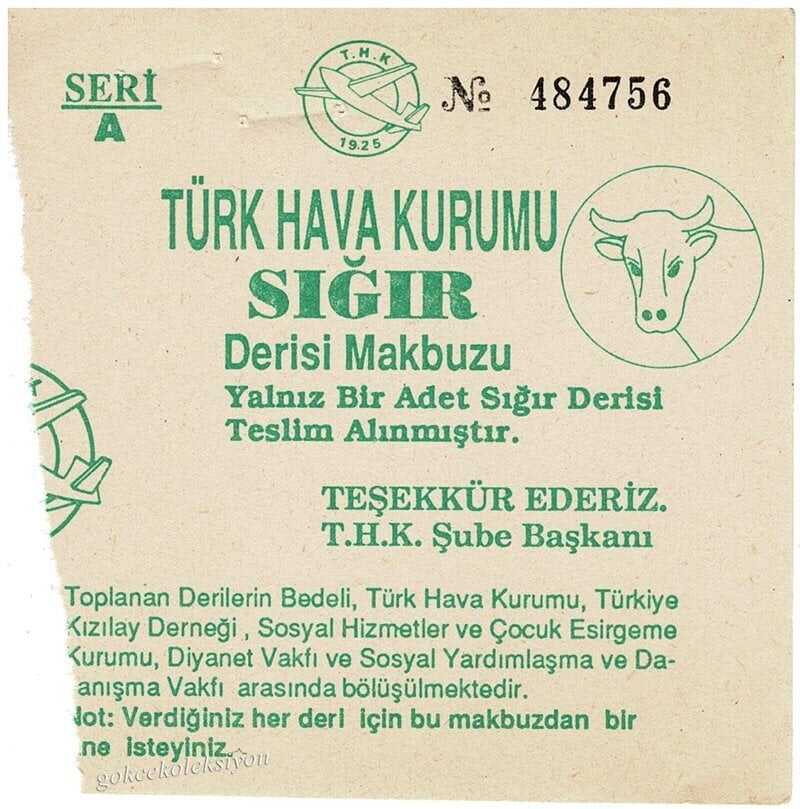 SERİ
A
T.H.K
1925
№ 484756
TÜRK HAVA KURUMU
SIĞIR
Derisi Makbuzu
Yalnız Bir Adet Sığır Derisi
Teslim Alınmıştır.
TEŞEKKÜR EDERİZ.
T.H.K. Şube Başkanı
Toplanan Derilerin Bedeli, Türk Hava Kurumu, Türkiye
Kızılay Derneği , Sosyal Hizmetler ve Çocuk Esirgeme
Kurumu, Diyanet Vakfı ve Sosyal Yardımlaşma ve Da-
anışma Vakfı arasında bölüşülmektedir.
Not: Verdiğiniz her deri için bu makbuzdan bir
ne isteyiniz.
gokcekoleksiyon